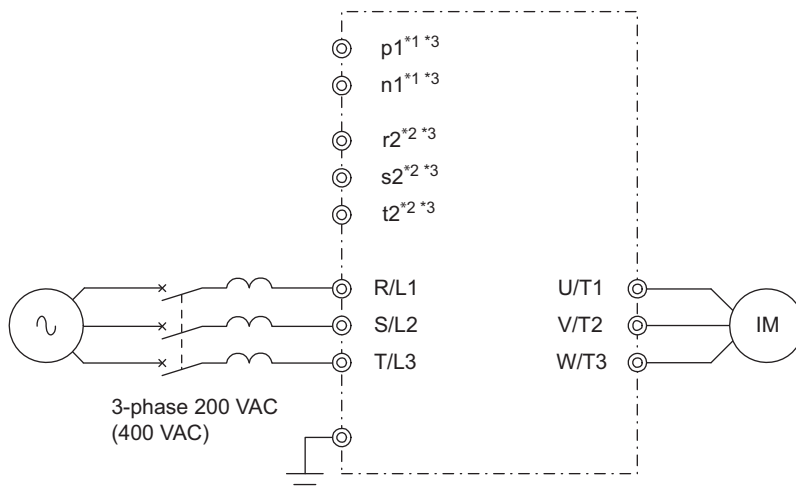 p1*1 *3
n1*1 *3
r2*2 *3
s2*2 *3
t2*2 *3
R/L1
U/T1
S/L2
V/T2
IM
T/L3
W/T3
3-phase 200 VAC
(400 VAC)